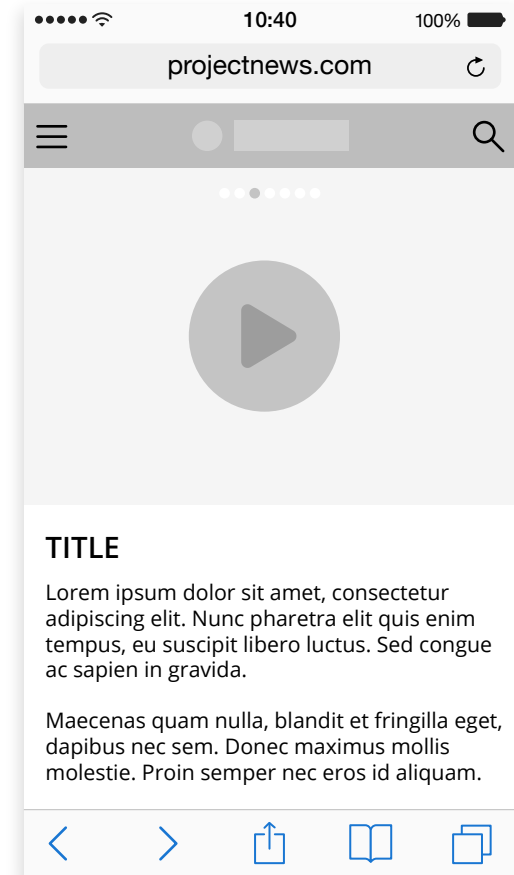 10:40
100%
projectnews.com
TITLE
Lorem ipsum dolor sit amet, consectetur
adipiscing elit. Nunc pharetra elit quis enim
tempus, eu suscipit libero luctus. Sed congue
ac sapien in gravida.
Maecenas quam nulla, blandit et fringilla eget,
dapibus nec sem. Donec maximus mollis
molestie. Proin semper nec eros id aliquam.